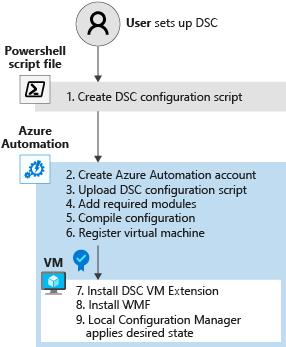 User sets up DSC
Powershell
script file
1. Create DSC configuration script
Azure
Automation
2. Create Azure Automation account
3. Upload DSC configuration script
4. Add required modules
5. Compile configuration
6. Register virtual machine
VM
7. Install DSC VM Extension
8. Install WMF
9. Local Configuration Manager
applies desired state